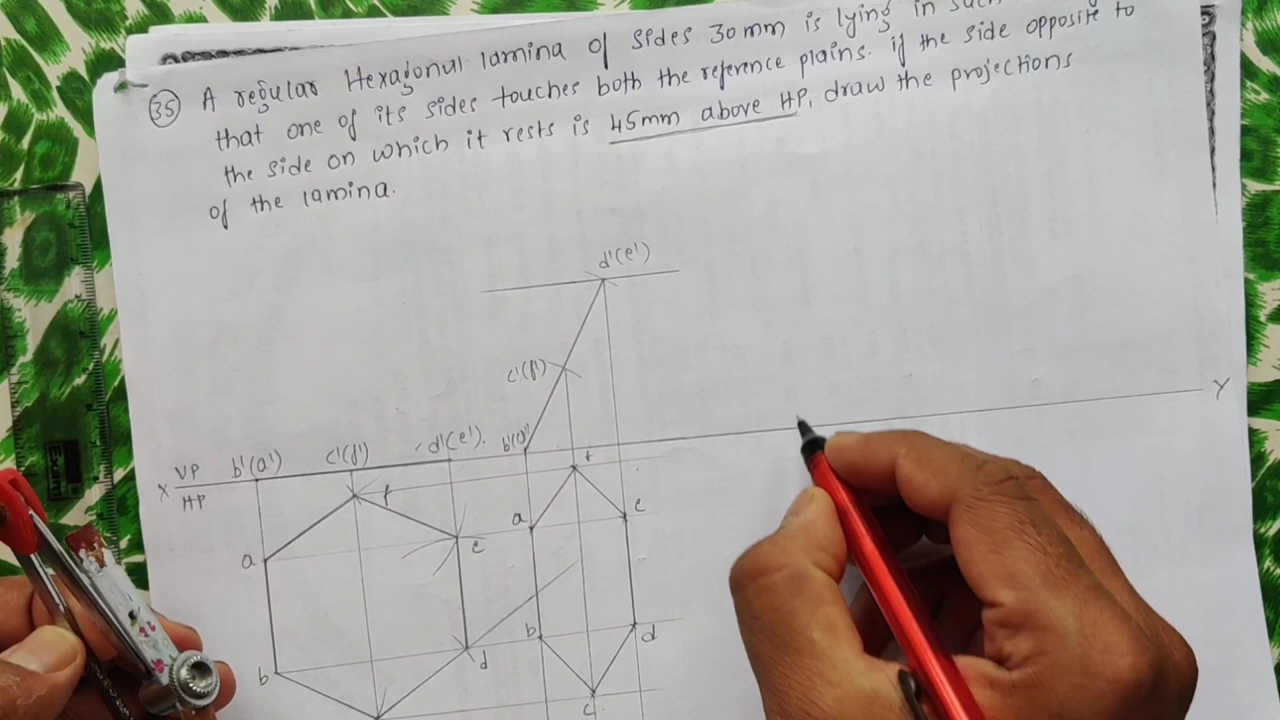 35 A regular Hexagonal lamina of sides 30mm is lying in such
that one of its sides touches both the reference plains. if the side opposite to
the side on which it rests is 45mm above HP, draw the projections
of the lamina.
d'(e')
c'(f')
Y
b'(a') c'(f') d'(e'). b'(a')
X VP
HP
f f
a e a e
b d b d
c
Exam